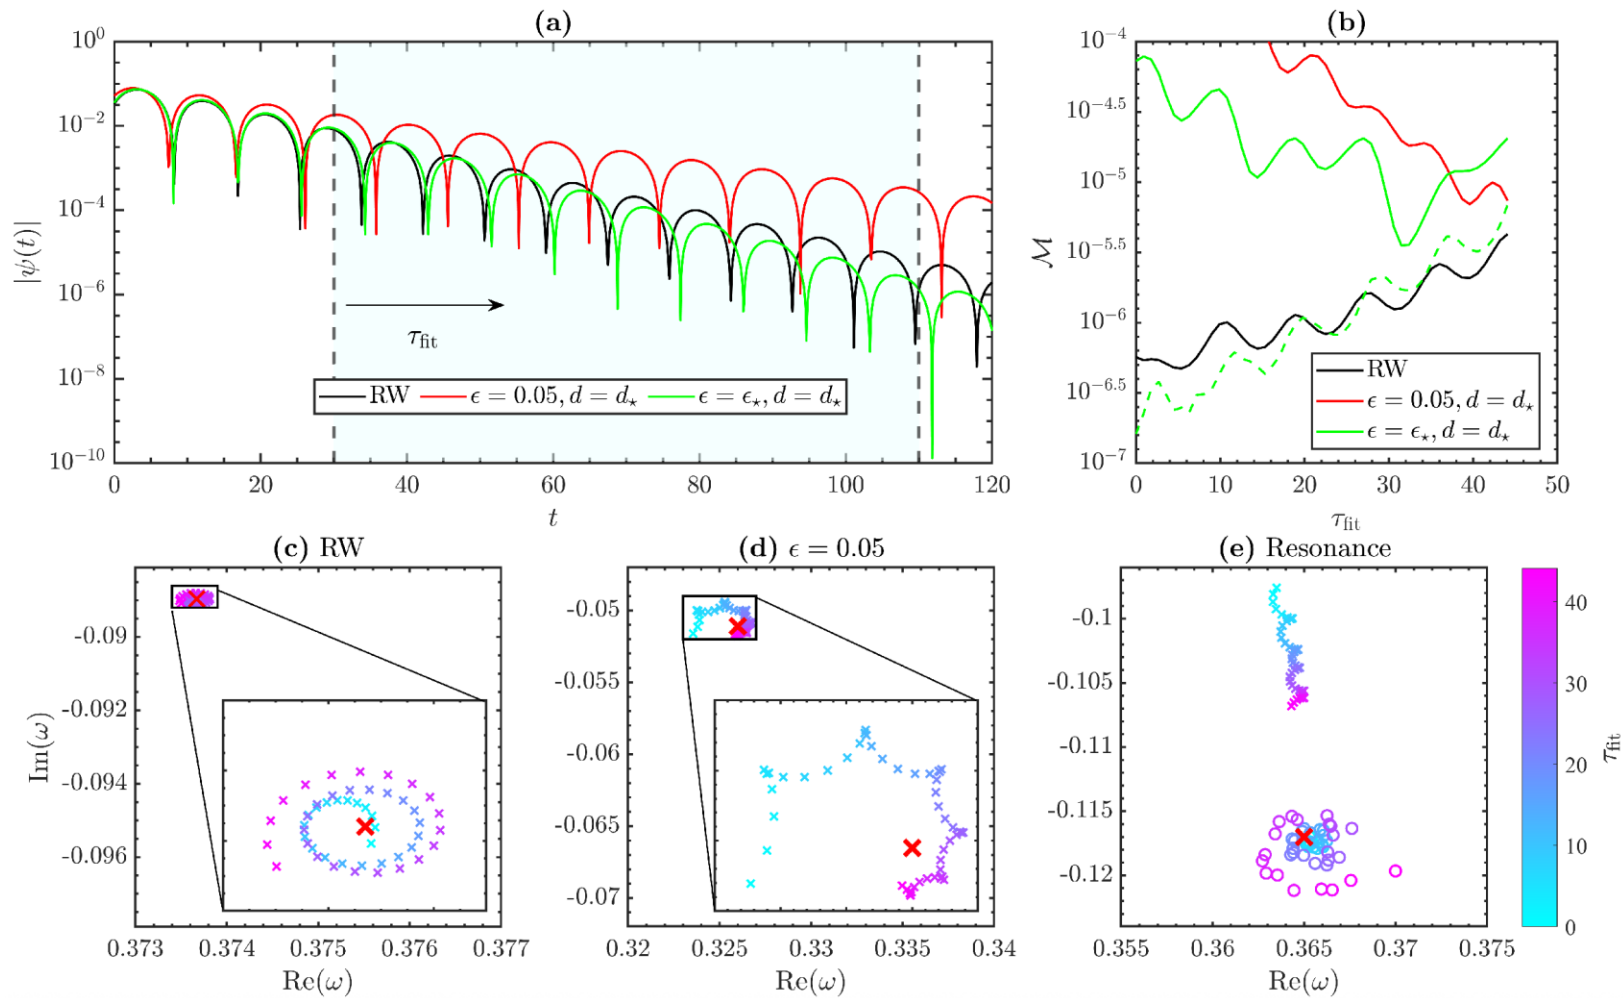 (a)
|ψ(t)|
10⁰
10⁻²
10⁻⁴
10⁻⁶
10⁻⁸
10⁻¹⁰
τ_fit
RW  ϵ = 0.05, d = d⋆  ϵ = ϵ⋆, d = d⋆
0 20 40 60 80 100 120
t
(b)
ℳ
10⁻⁴
10⁻⁴·⁵
10⁻⁵
10⁻⁵·⁵
10⁻⁶
10⁻⁶·⁵
10⁻⁷
RW
ϵ = 0.05, d = d⋆
ϵ = ϵ⋆, d = d⋆
0 10 20 30 40 50
τ_fit
(c) RW
Im(ω)
-0.09
-0.092
-0.094
-0.096
0.373 0.374 0.375 0.376 0.377
Re(ω)
(d) ϵ = 0.05
-0.05
-0.055
-0.06
-0.065
-0.07
0.32 0.325 0.33 0.335 0.34
Re(ω)
(e) Resonance
-0.1
-0.105
-0.11
-0.115
-0.12
0.355 0.36 0.365 0.37 0.375
Re(ω)
40
30
20
10
0
τ_fit